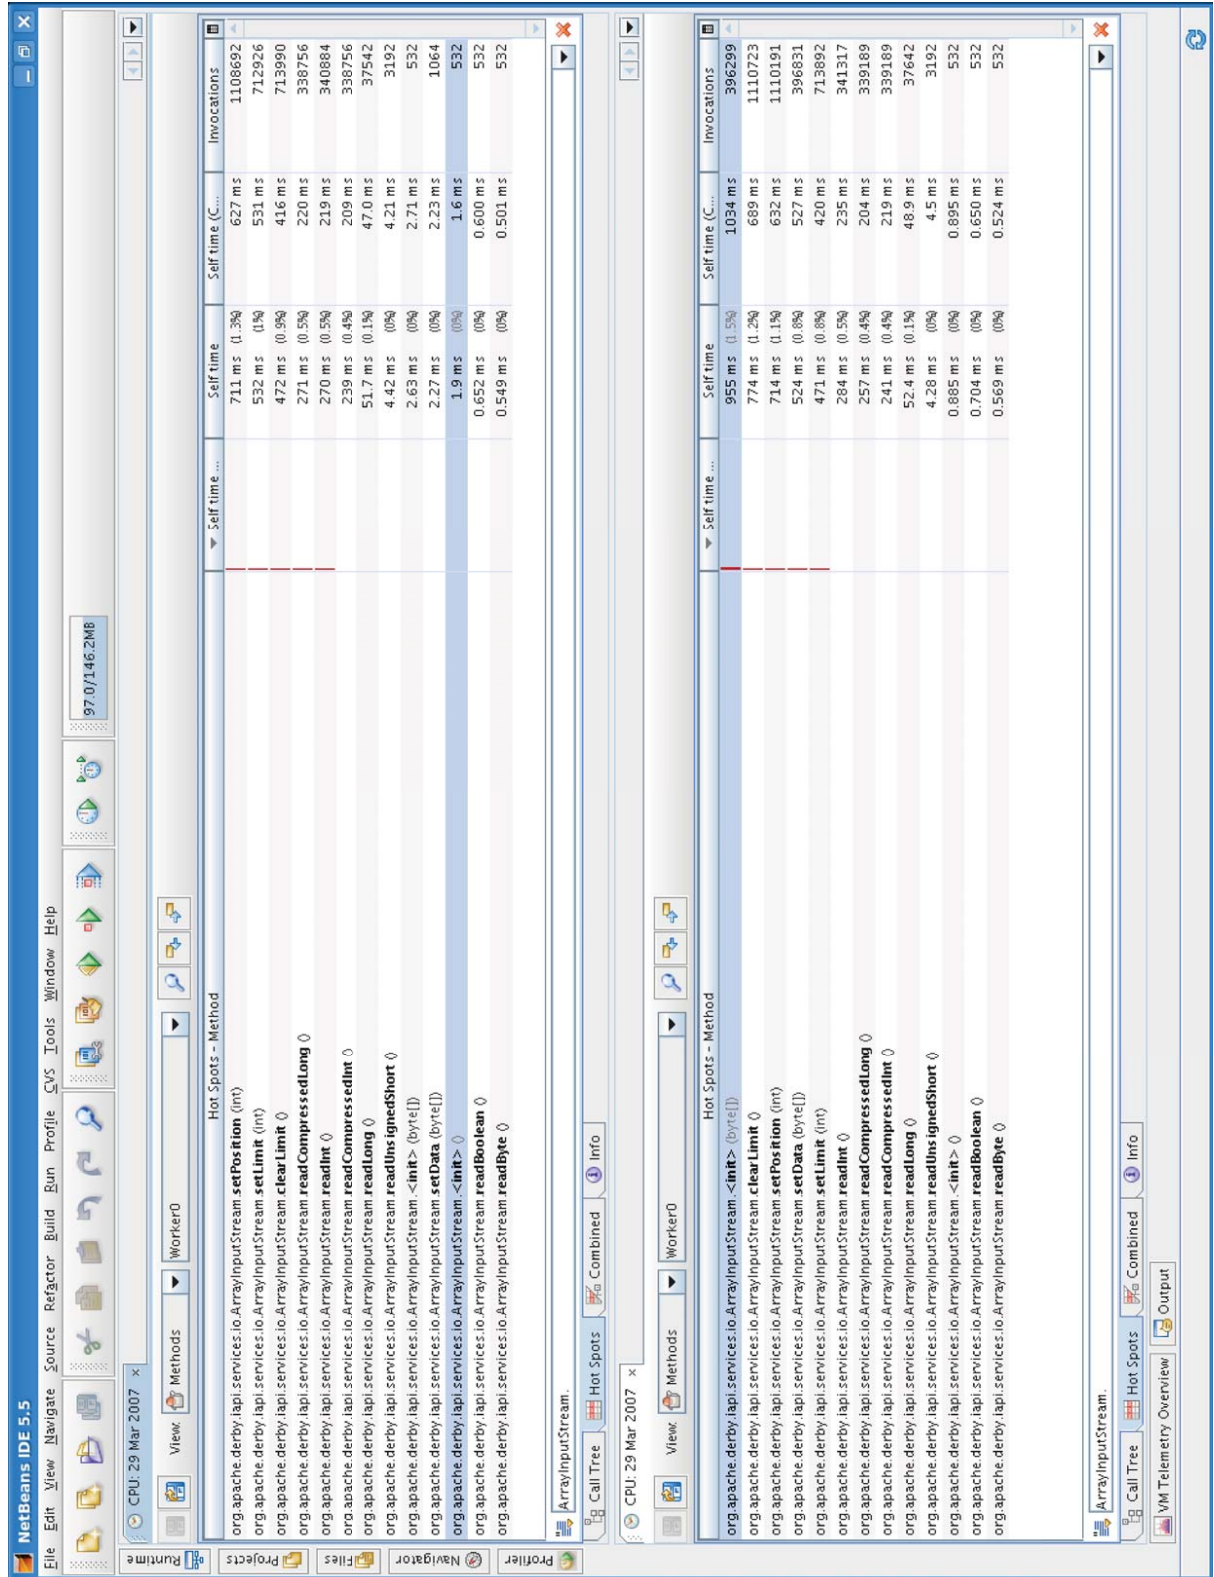 NetBeans IDE 5.5
File Edit View Navigate Source Refactor Build Run Profile CVS Tools Window Help
97.0/146.2MB
CPU: 29 Mar 2007 ×
View: Methods Worker0
Hot Spots - Method Self time ... Self time Self time (C... Invocations
org.apache.derby.iapi.services.io.ArrayInputStream.setPosition (int) 711 ms (1.3%) 627 ms 1108692
org.apache.derby.iapi.services.io.ArrayInputStream.setLimit (int) 532 ms (1%) 531 ms 712926
org.apache.derby.iapi.services.io.ArrayInputStream.clearLimit () 472 ms (0.9%) 416 ms 713990
org.apache.derby.iapi.services.io.ArrayInputStream.readCompressedLong () 271 ms (0.5%) 220 ms 338756
org.apache.derby.iapi.services.io.ArrayInputStream.readInt () 270 ms (0.5%) 219 ms 340884
org.apache.derby.iapi.services.io.ArrayInputStream.readCompressedInt () 239 ms (0.4%) 209 ms 338756
org.apache.derby.iapi.services.io.ArrayInputStream.readLong () 51.7 ms (0.1%) 47.0 ms 37542
org.apache.derby.iapi.services.io.ArrayInputStream.readUnsignedShort () 4.42 ms (0%) 4.21 ms 3192
org.apache.derby.iapi.services.io.ArrayInputStream.<init> (byte[]) 2.63 ms (0%) 2.71 ms 532
org.apache.derby.iapi.services.io.ArrayInputStream.setData (byte[]) 2.27 ms (0%) 2.23 ms 1064
org.apache.derby.iapi.services.io.ArrayInputStream.<init> () 1.9 ms (0%) 1.6 ms 532
org.apache.derby.iapi.services.io.ArrayInputStream.readBoolean () 0.652 ms (0%) 0.600 ms 532
org.apache.derby.iapi.services.io.ArrayInputStream.readByte () 0.549 ms (0%) 0.501 ms 532
ArrayInputStream.
Call Tree Hot Spots Combined Info
CPU: 29 Mar 2007 ×
View: Methods Worker0
Hot Spots - Method Self time ... Self time Self time (C... Invocations
org.apache.derby.iapi.services.io.ArrayInputStream.<init> (byte[]) 955 ms (1.5%) 1034 ms 396299
org.apache.derby.iapi.services.io.ArrayInputStream.clearLimit () 774 ms (1.2%) 689 ms 1110723
org.apache.derby.iapi.services.io.ArrayInputStream.setPosition (int) 714 ms (1.1%) 632 ms 1110191
org.apache.derby.iapi.services.io.ArrayInputStream.setData (byte[]) 524 ms (0.8%) 527 ms 396831
org.apache.derby.iapi.services.io.ArrayInputStream.setLimit (int) 471 ms (0.8%) 420 ms 713892
org.apache.derby.iapi.services.io.ArrayInputStream.readInt () 284 ms (0.5%) 235 ms 341317
org.apache.derby.iapi.services.io.ArrayInputStream.readCompressedLong () 257 ms (0.4%) 204 ms 339189
org.apache.derby.iapi.services.io.ArrayInputStream.readCompressedInt () 241 ms (0.4%) 219 ms 339189
org.apache.derby.iapi.services.io.ArrayInputStream.readLong () 52.4 ms (0.1%) 48.9 ms 37642
org.apache.derby.iapi.services.io.ArrayInputStream.readUnsignedShort () 4.28 ms (0%) 4.5 ms 3192
org.apache.derby.iapi.services.io.ArrayInputStream.<init> () 0.885 ms (0%) 0.895 ms 532
org.apache.derby.iapi.services.io.ArrayInputStream.readBoolean () 0.704 ms (0%) 0.650 ms 532
org.apache.derby.iapi.services.io.ArrayInputStream.readByte () 0.569 ms (0%) 0.524 ms 532
ArrayInputStream.
Call Tree Hot Spots Combined Info
VM Telemetry Overview Output
Runtime
Projects
Files
Navigator
Profiler